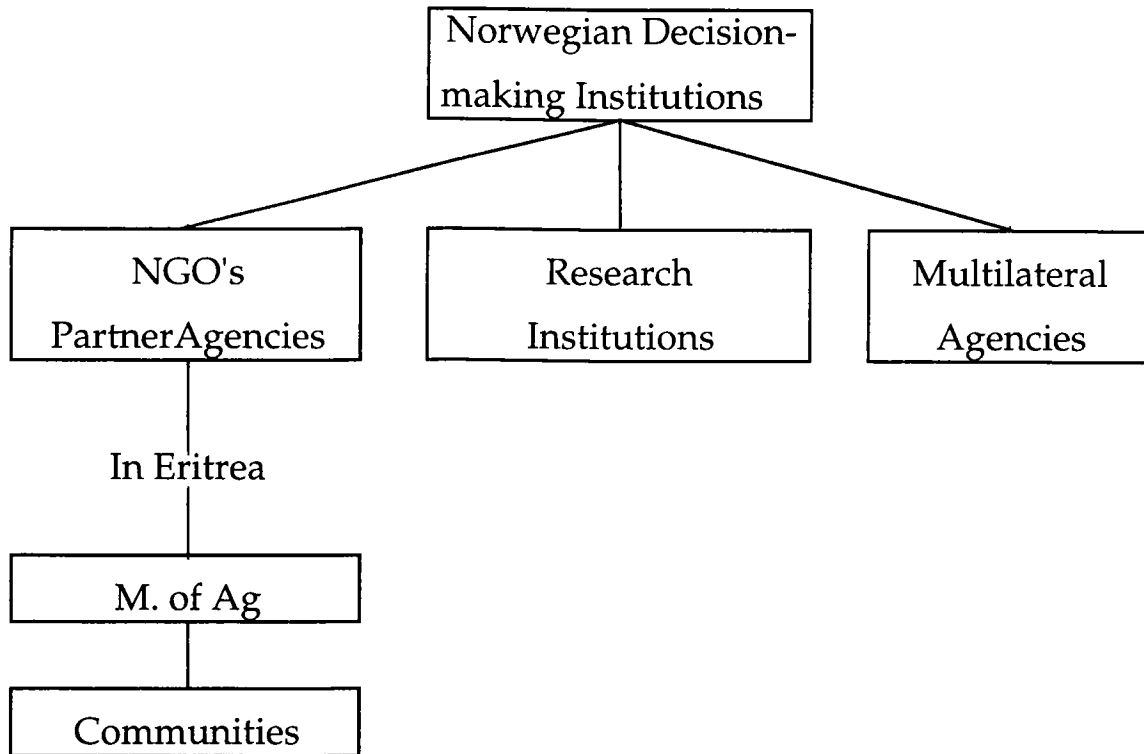 Norwegian Decision-
making Institutions
NGO's
PartnerAgencies
Research
Institutions
Multilateral
Agencies
In Eritrea
M. of Ag
Communities